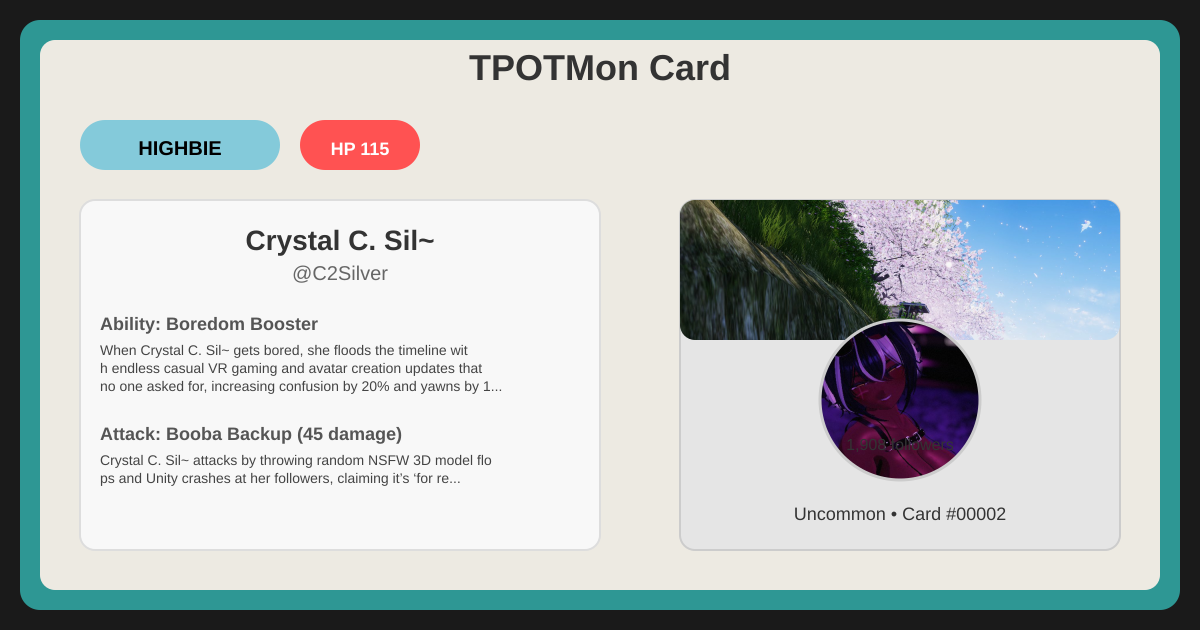 TPOTMon Card
HIGHBIE
HP 115
Crystal C. Sil~
@C2Silver
Ability: Boredom Booster
When Crystal C. Sil~ gets bored, she floods the timeline wit
h endless casual VR gaming and avatar creation updates that
no one asked for, increasing confusion by 20% and yawns by 1...
Attack: Booba Backup (45 damage)
Crystal C. Sil~ attacks by throwing random NSFW 3D model flo
ps and Unity crashes at her followers, claiming it’s ‘for re...
1,908 followers
Uncommon • Card #00002